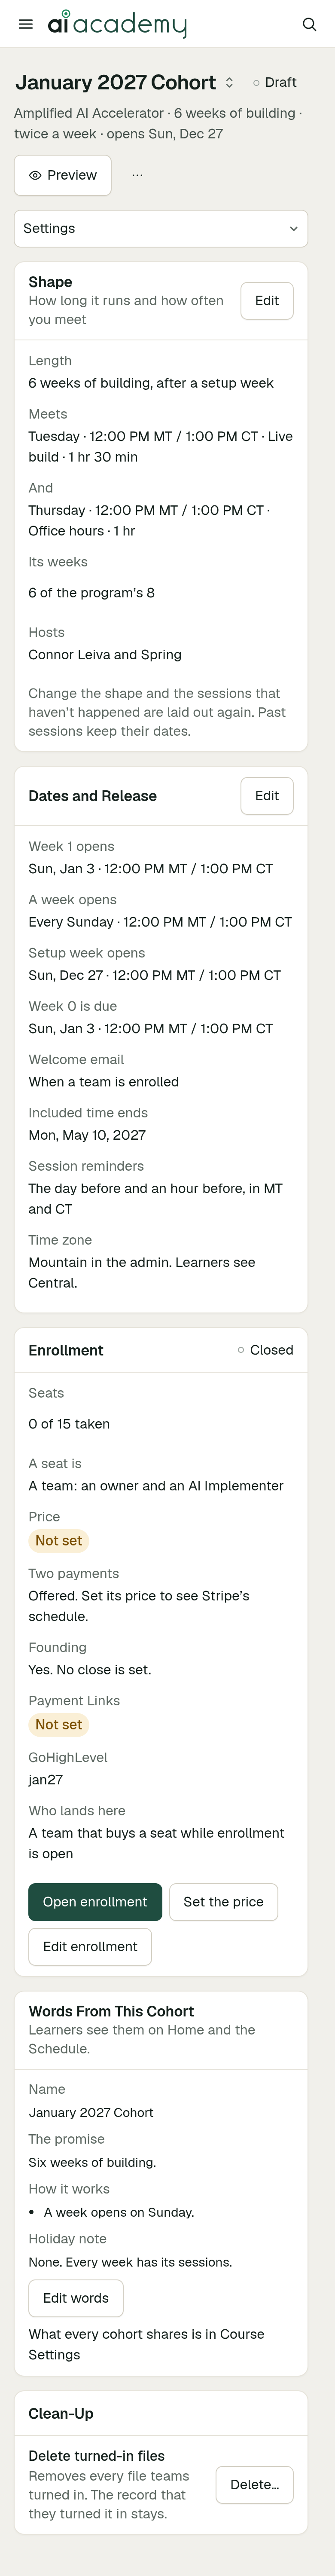 ai academy
January 2027 Cohort
Draft
Amplified AI Accelerator · 6 weeks of building ·
twice a week · opens Sun, Dec 27
Preview
···
Settings
Shape
How long it runs and how often
you meet
Edit
Length
6 weeks of building, after a setup week
Meets
Tuesday · 12:00 PM MT / 1:00 PM CT · Live
build · 1 hr 30 min
And
Thursday · 12:00 PM MT / 1:00 PM CT ·
Office hours · 1 hr
Its weeks
6 of the program’s 8
Hosts
Connor Leiva and Spring
Change the shape and the sessions that
haven’t happened are laid out again. Past
sessions keep their dates.
Dates and Release
Edit
Week 1 opens
Sun, Jan 3 · 12:00 PM MT / 1:00 PM CT
A week opens
Every Sunday · 12:00 PM MT / 1:00 PM CT
Setup week opens
Sun, Dec 27 · 12:00 PM MT / 1:00 PM CT
Week 0 is due
Sun, Jan 3 · 12:00 PM MT / 1:00 PM CT
Welcome email
When a team is enrolled
Included time ends
Mon, May 10, 2027
Session reminders
The day before and an hour before, in MT
and CT
Time zone
Mountain in the admin. Learners see
Central.
Enrollment
Closed
Seats
0 of 15 taken
A seat is
A team: an owner and an AI Implementer
Price
Not set
Two payments
Offered. Set its price to see Stripe’s
schedule.
Founding
Yes. No close is set.
Payment Links
Not set
GoHighLevel
jan27
Who lands here
A team that buys a seat while enrollment
is open
Open enrollment
Set the price
Edit enrollment
Words From This Cohort
Learners see them on Home and the
Schedule.
Name
January 2027 Cohort
The promise
Six weeks of building.
How it works
• A week opens on Sunday.
Holiday note
None. Every week has its sessions.
Edit words
What every cohort shares is in Course
Settings
Clean-Up
Delete turned-in files
Removes every file teams
turned in. The record that
they turned it in stays.
Delete…